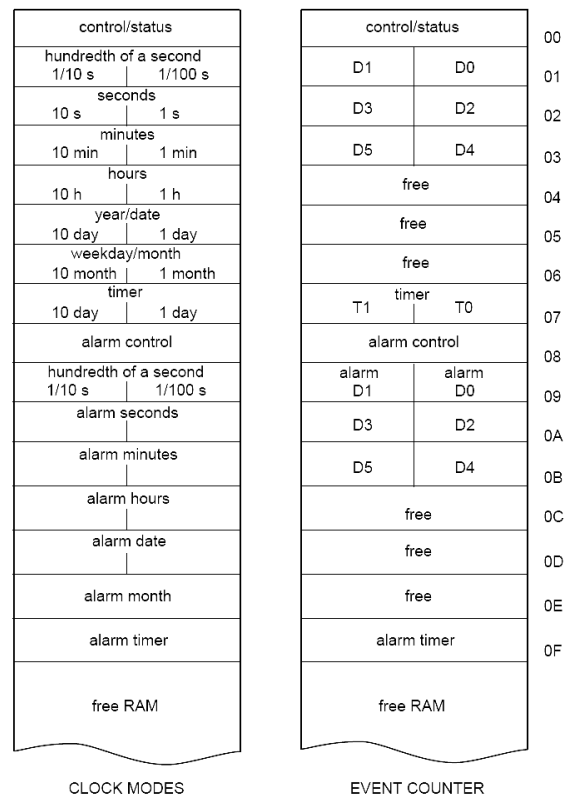 control/status
hundredth of a second
1/10 s 1/100 s
seconds
10 s 1 s
minutes
10 min 1 min
hours
10 h 1 h
year/date
10 day 1 day
weekday/month
10 month 1 month
timer
10 day 1 day
alarm control
hundredth of a second
1/10 s 1/100 s
alarm seconds
alarm minutes
alarm hours
alarm date
alarm month
alarm timer
free RAM
CLOCK MODES
control/status
D1 D0
D3 D2
D5 D4
free
free
free
timer
T1 T0
alarm control
alarm alarm
D1 D0
D3 D2
D5 D4
free
free
free
alarm timer
free RAM
EVENT COUNTER
00
01
02
03
04
05
06
07
08
09
0A
0B
0C
0D
0E
0F